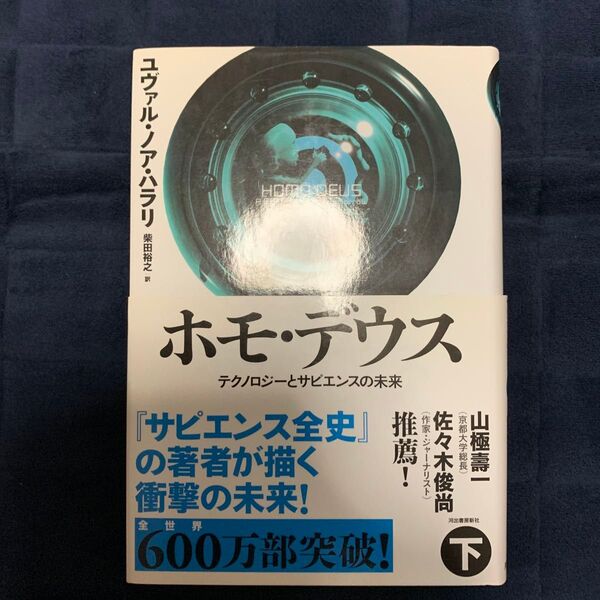 ユヴァル・ノア・ハラリ
柴田裕之 訳
HOMO DEUS
ホモ・デウス
テクノロジーとサピエンスの未来
山極壽一
(京都大学総長)
佐々木俊尚
(作家・ジャーナリスト)
推薦!
『サピエンス全史』
の著者が描く
衝撃の未来!
全世界
600万部突破!
河出書房新社
下